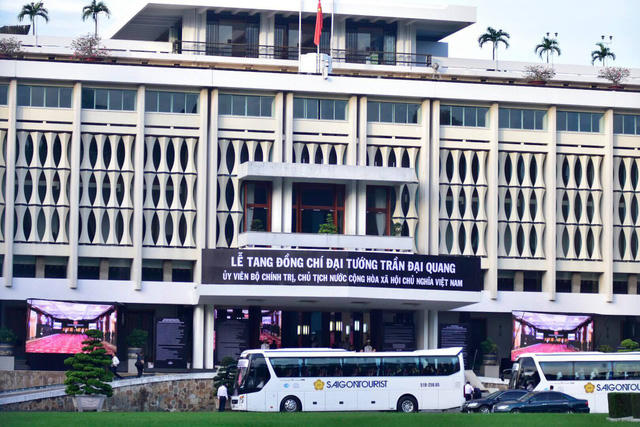 LỄ TANG ĐỒNG CHÍ ĐẠI TƯỚNG TRẦN ĐẠI QUANG
ỦY VIÊN BỘ CHÍNH TRỊ, CHỦ TỊCH NƯỚC CỘNG HÒA XÃ HỘI CHỦ NGHĨA VIỆT NAM
SAIGONTOURIST
SAIGONTOURIST